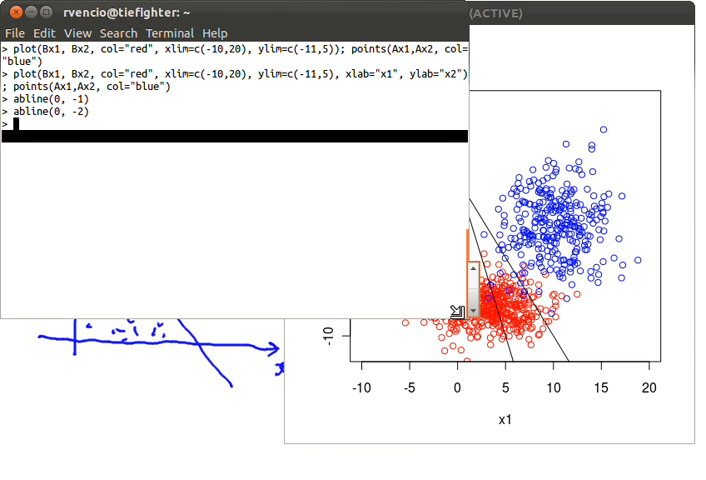 rvencio@tiefighter: ~
(ACTIVE)
File Edit View Search Terminal Help
> plot(Bx1, Bx2, col="red", xlim=c(-10,20), ylim=c(-11,5)); points(Ax1,Ax2, col=
"blue")
> plot(Bx1, Bx2, col="red", xlim=c(-10,20), ylim=c(-11,5), xlab="x1", ylab="x2")
; points(Ax1,Ax2, col="blue")
> abline(0, -1)
> abline(0, -2)
>
-10
-10 -5 0 5 10 15 20
x1